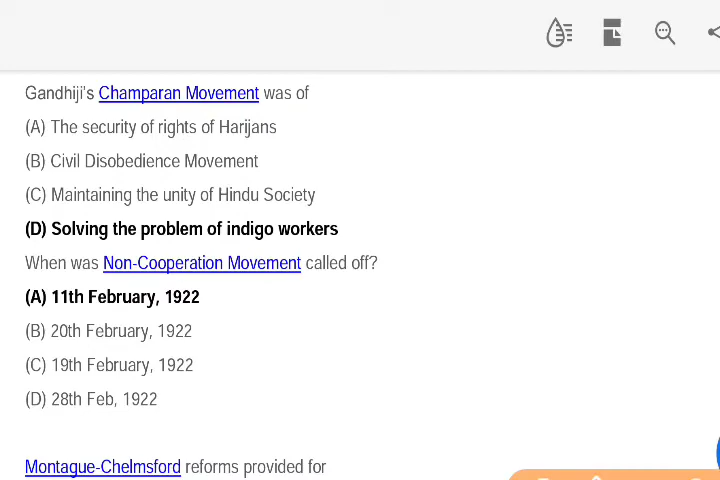 Gandhiji's Champaran Movement was of
(A) The security of rights of Harijans
(B) Civil Disobedience Movement
(C) Maintaining the unity of Hindu Society
(D) Solving the problem of indigo workers
When was Non-Cooperation Movement called off?
(A) 11th February, 1922
(B) 20th February, 1922
(C) 19th February, 1922
(D) 28th Feb, 1922
Montague-Chelmsford reforms provided for